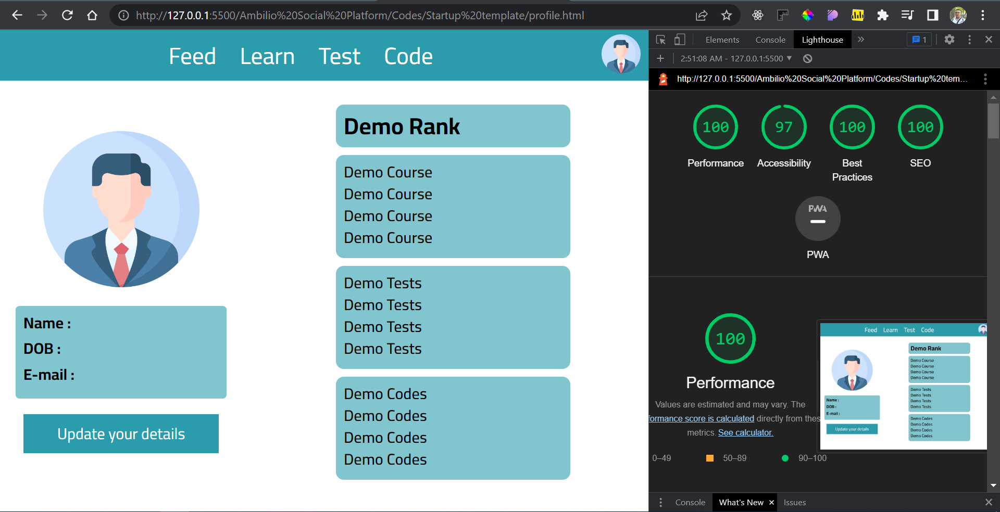 http://127.0.0.1:5500/Ambilio%20Social%20Platform/Codes/Startup%20template/profile.html
Feed Learn Test Code
Demo Rank
Demo Course
Demo Course
Demo Course
Demo Course
Demo Tests
Demo Tests
Demo Tests
Demo Tests
Demo Codes
Demo Codes
Demo Codes
Demo Codes
Name :
DOB :
E-mail :
Update your details
Elements Console Lighthouse 1
2:51:08 AM - 127.0.0.1:5500
http://127.0.0.1:5500/Ambilio%20Social%20Platform/Codes/Startup%20tem…
100 97 100 100
Performance Accessibility Best Practices SEO
PWA
PWA
100
Performance
Values are estimated and may vary. The
formance score is calculated directly from thes
metrics. See calculator.
0–49 50–89 90–100
Feed Learn Test Code
Demo Rank
Demo Course
Demo Course
Demo Course
Demo Course
Demo Tests
Demo Tests
Demo Tests
Demo Tests
Demo Codes
Demo Codes
Demo Codes
Demo Codes
Name :
DOB :
E-mail :
Update your details
Console What's New Issues